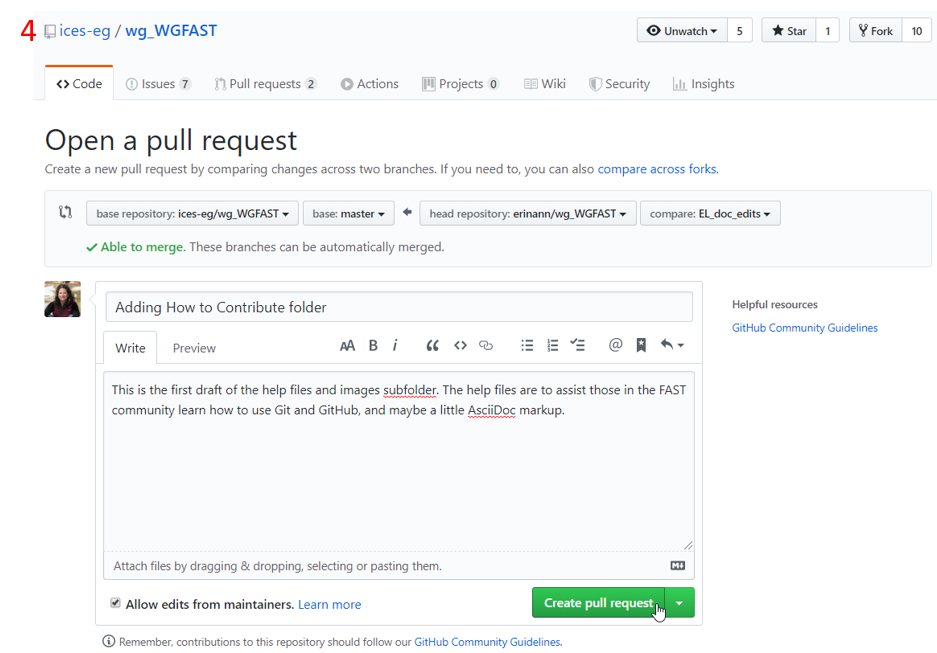 4 ices-eg / wg_WGFAST Unwatch 5 Star 1 Fork 10
Code Issues 7 Pull requests 2 Actions Projects 0 Wiki Security Insights
Open a pull request
Create a new pull request by comparing changes across two branches. If you need to, you can also compare across forks.
base repository: ices-eg/wg_WGFAST base: master head repository: erinann/wg_WGFAST compare: EL_doc_edits
Able to merge. These branches can be automatically merged.
Adding How to Contribute folder
Helpful resources
GitHub Community Guidelines
Write Preview AA B i “ <> @
This is the first draft of the help files and images subfolder. The help files are to assist those in the FAST
community learn how to use Git and GitHub, and maybe a little AsciiDoc markup.
Attach files by dragging & dropping, selecting or pasting them. M
Allow edits from maintainers. Learn more Create pull request
Remember, contributions to this repository should follow our GitHub Community Guidelines.